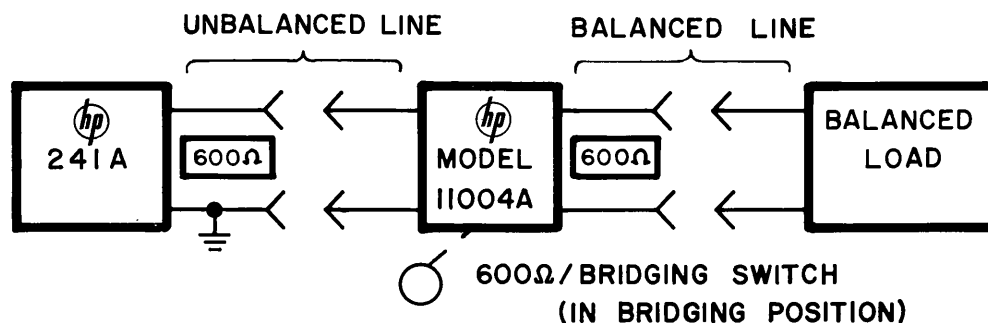 UNBALANCED LINE
BALANCED LINE
hp
241A
600Ω
hp
MODEL
11004A
600Ω
BALANCED
LOAD
600Ω/BRIDGING SWITCH
(IN BRIDGING POSITION)